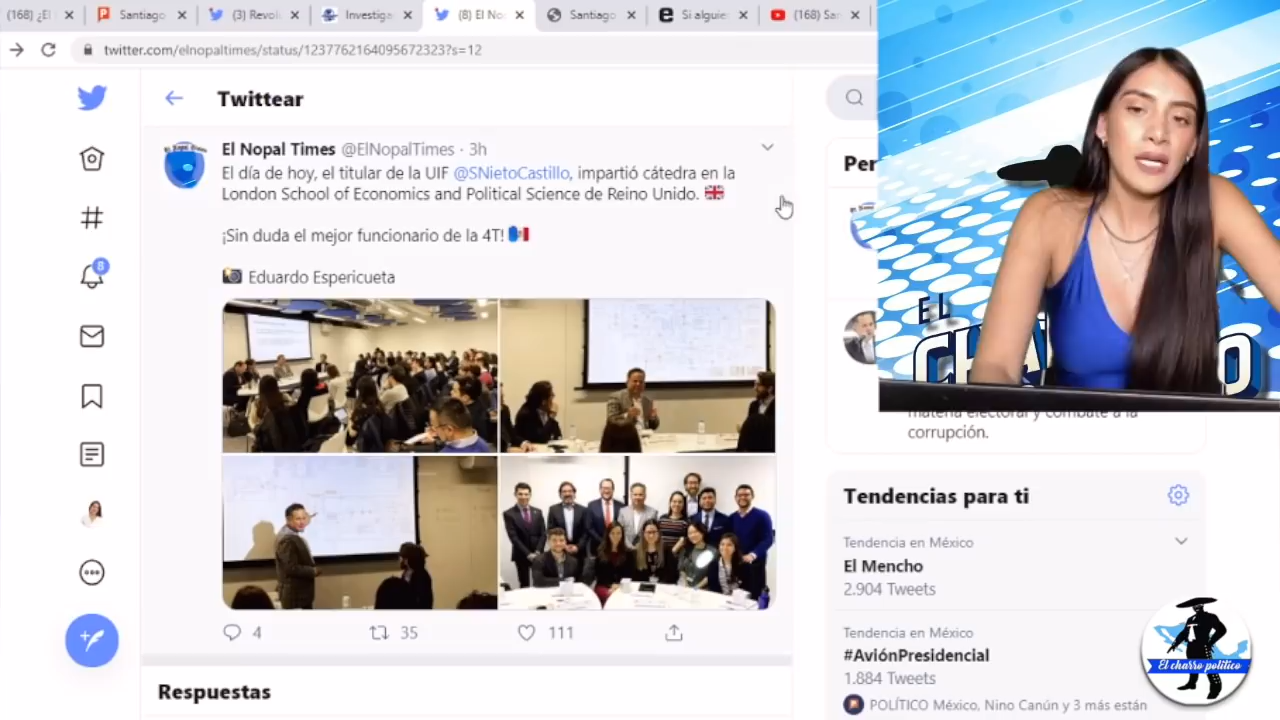 (168) ¿El
Santiago
(3) Revol
Investiga
(8) El No
Santiago
Si alguie
(168) San
twitter.com/elnopaltimes/status/1237762164095672323?s=12
Twittear
El Nopal Times @ElNopalTimes · 3h
El día de hoy, el titular de la UIF @SNietoCastillo, impartió cátedra en la
London School of Economics and Political Science de Reino Unido. 🇬🇧
¡Sin duda el mejor funcionario de la 4T!
📸 Eduardo Espericueta
4
35
111
Respuestas
8
Per
EL
materia electoral y combate a la
corrupción.
Tendencias para ti
Tendencia en México
El Mencho
2.904 Tweets
Tendencia en México
#AviónPresidencial
1.884 Tweets
POLÍTICO México, Nino Canún y 3 más están
El charro político